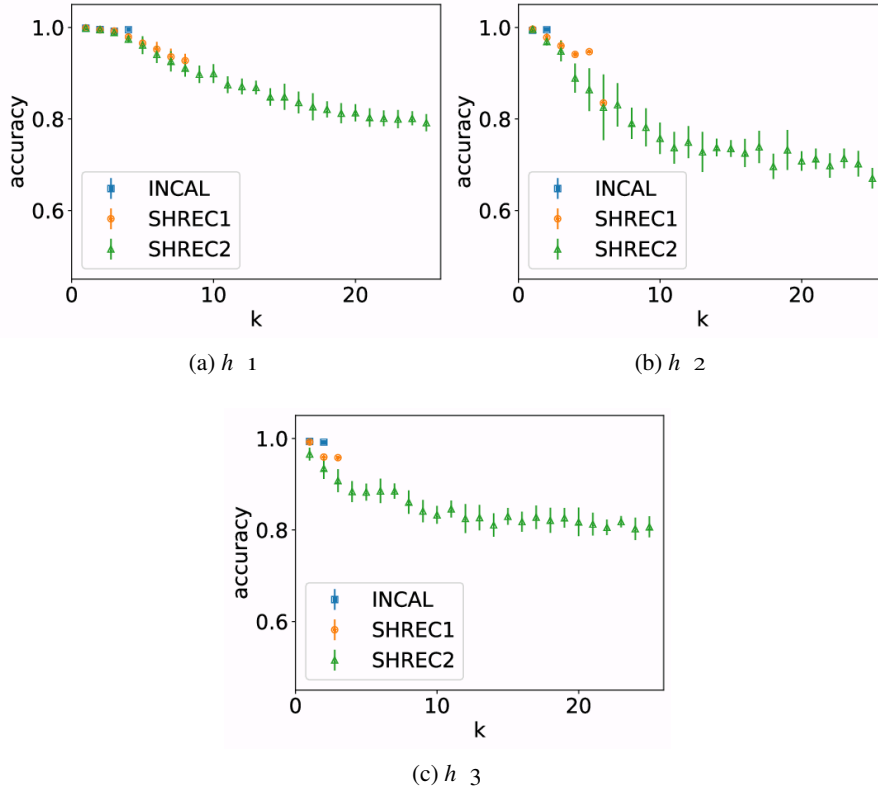 1.0
0.8
0.6
accuracy
INCAL
SHREC1
SHREC2
0 10 20
k
(a) h 1
1.0
0.8
0.6
accuracy
INCAL
SHREC1
SHREC2
0 10 20
k
(b) h 2
1.0
0.8
0.6
accuracy
INCAL
SHREC1
SHREC2
0 10 20
k
(c) h 3